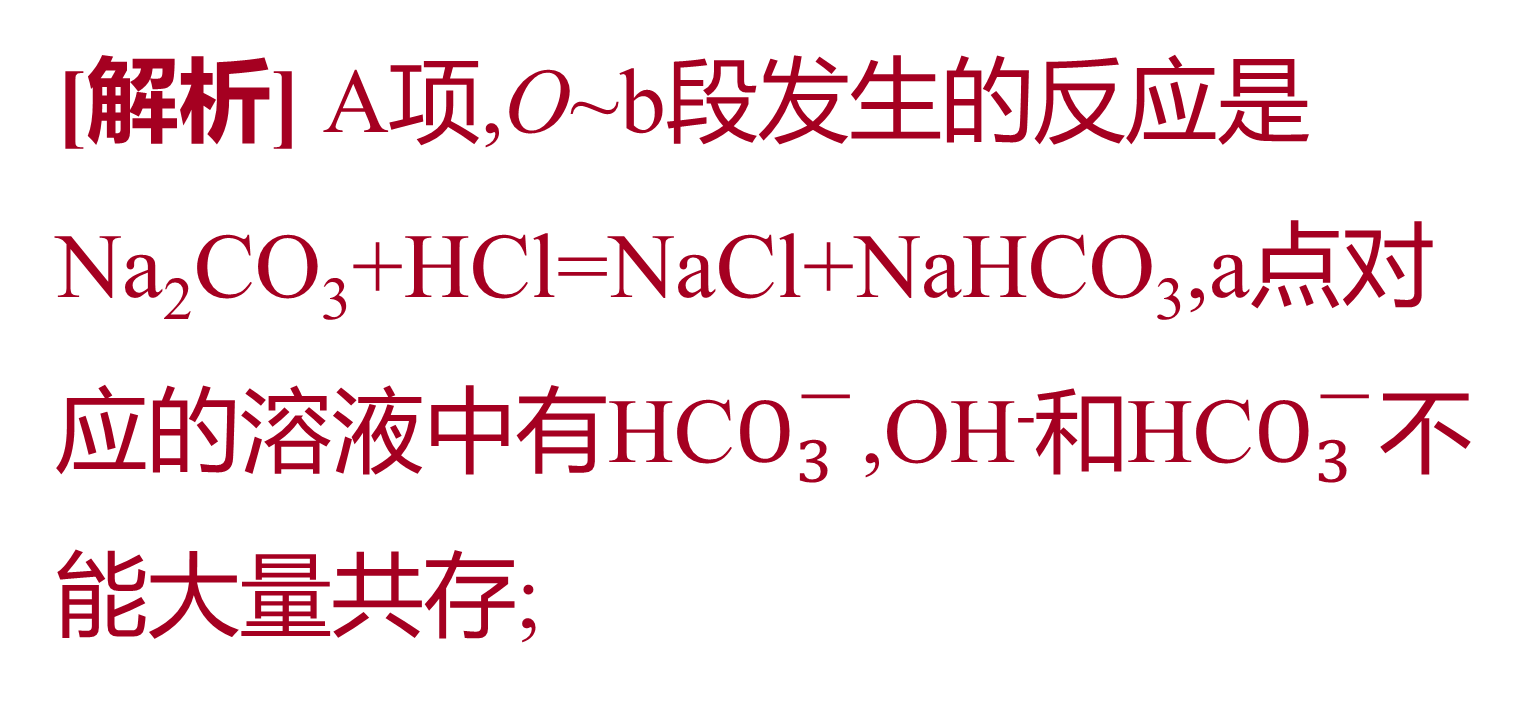 [解析] A项,O~b段发生的反应是
Na₂CO₃+HCl=NaCl+NaHCO₃,a点对
应的溶液中有HCO₃⁻,OH⁻和HCO₃⁻不
能大量共存;